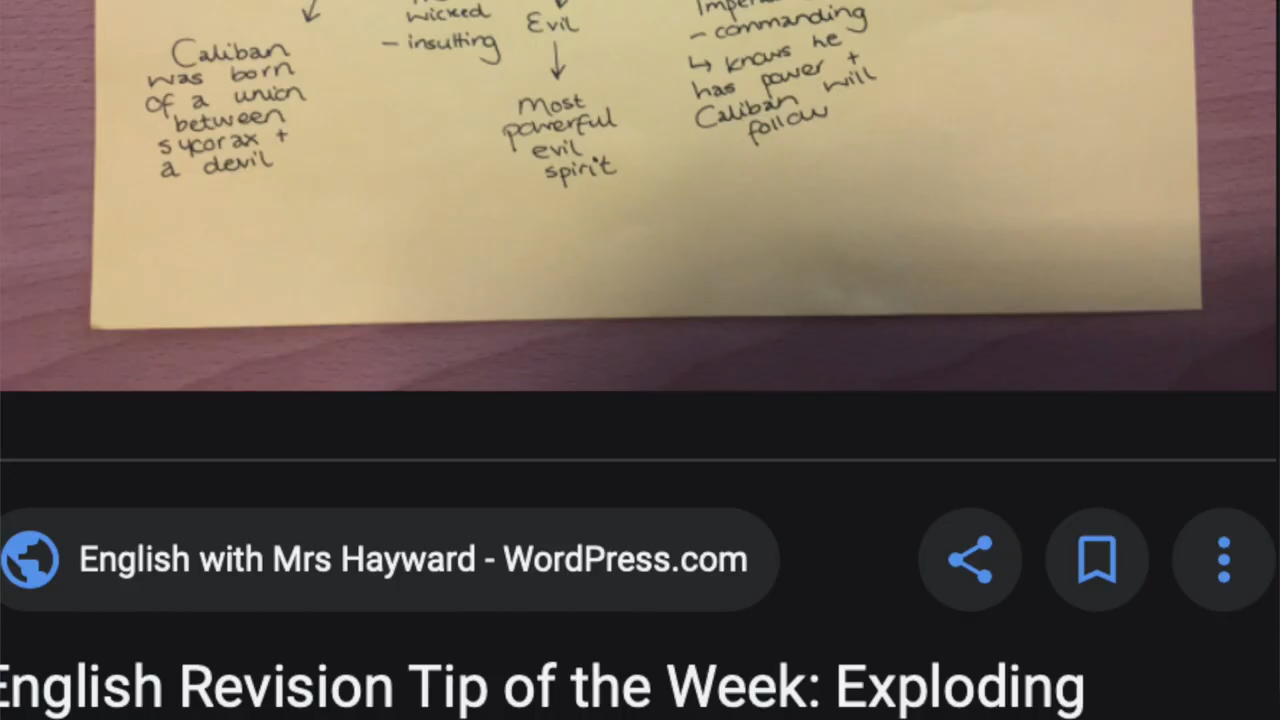 wicked
- insulting
Evil
Imper
- commanding
↳ knows he
has power +
Caliban will
follow
Caliban
was born
of a union
between
sycorax +
a devil
Most
powerful
evil
spirit
English with Mrs Hayward - WordPress.com
English Revision Tip of the Week: Exploding